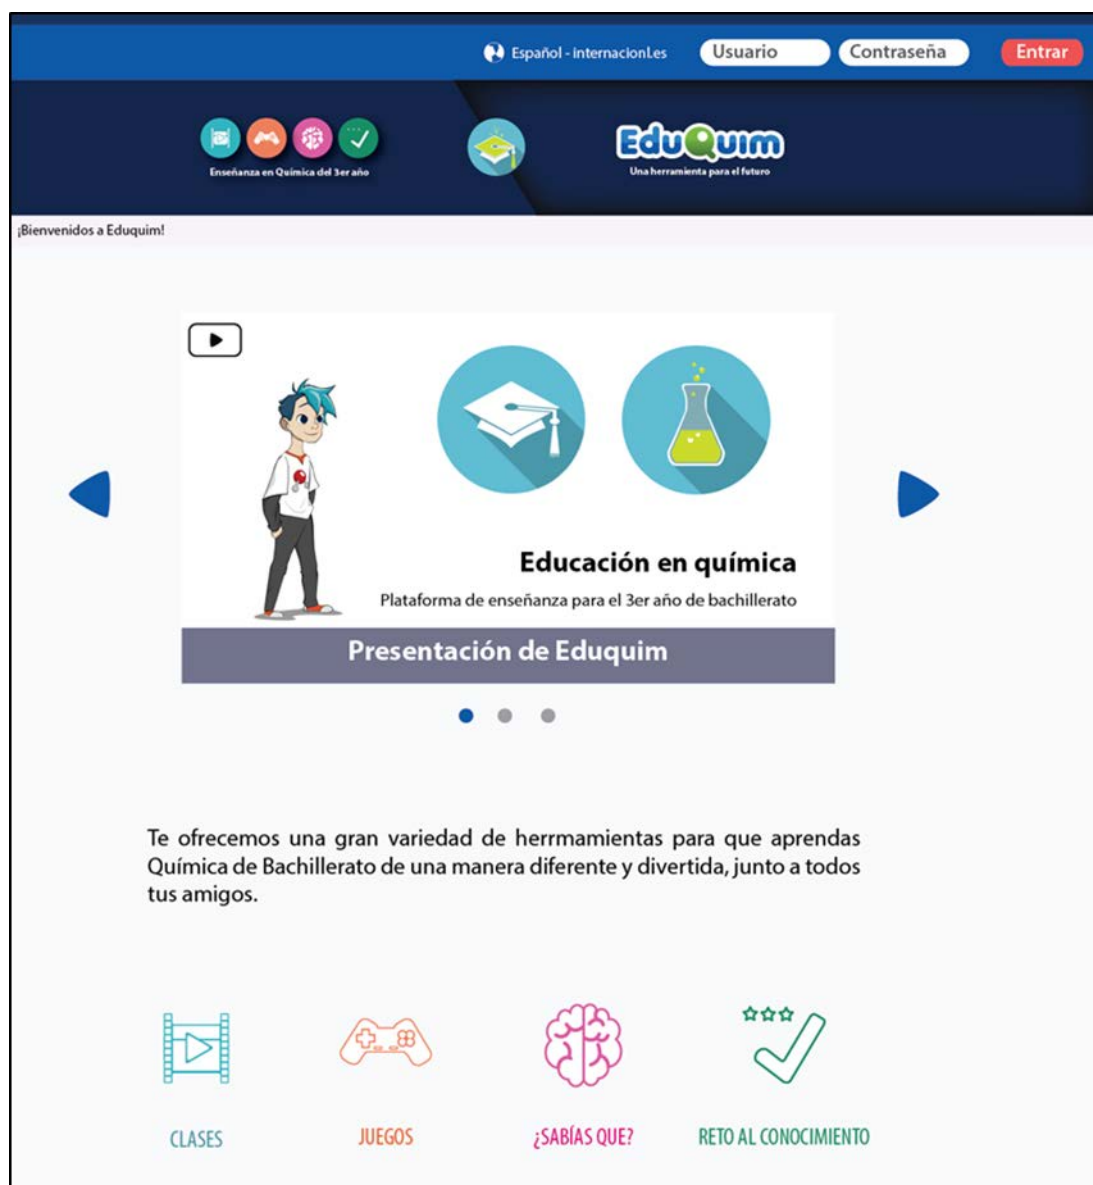 Español - internacionl.es
Usuario
Contraseña
Entrar
Enseñanza en Química del 3er año
EduQuim
Una herramienta para el futuro
¡Bienvenidos a Eduquim!
Educación en química
Plataforma de enseñanza para el 3er año de bachillerato
Presentación de Eduquim
Te ofrecemos una gran variedad de herrmamientas para que aprendas
Química de Bachillerato de una manera diferente y divertida, junto a todos
tus amigos.
CLASES
JUEGOS
¿SABÍAS QUE?
RETO AL CONOCIMIENTO